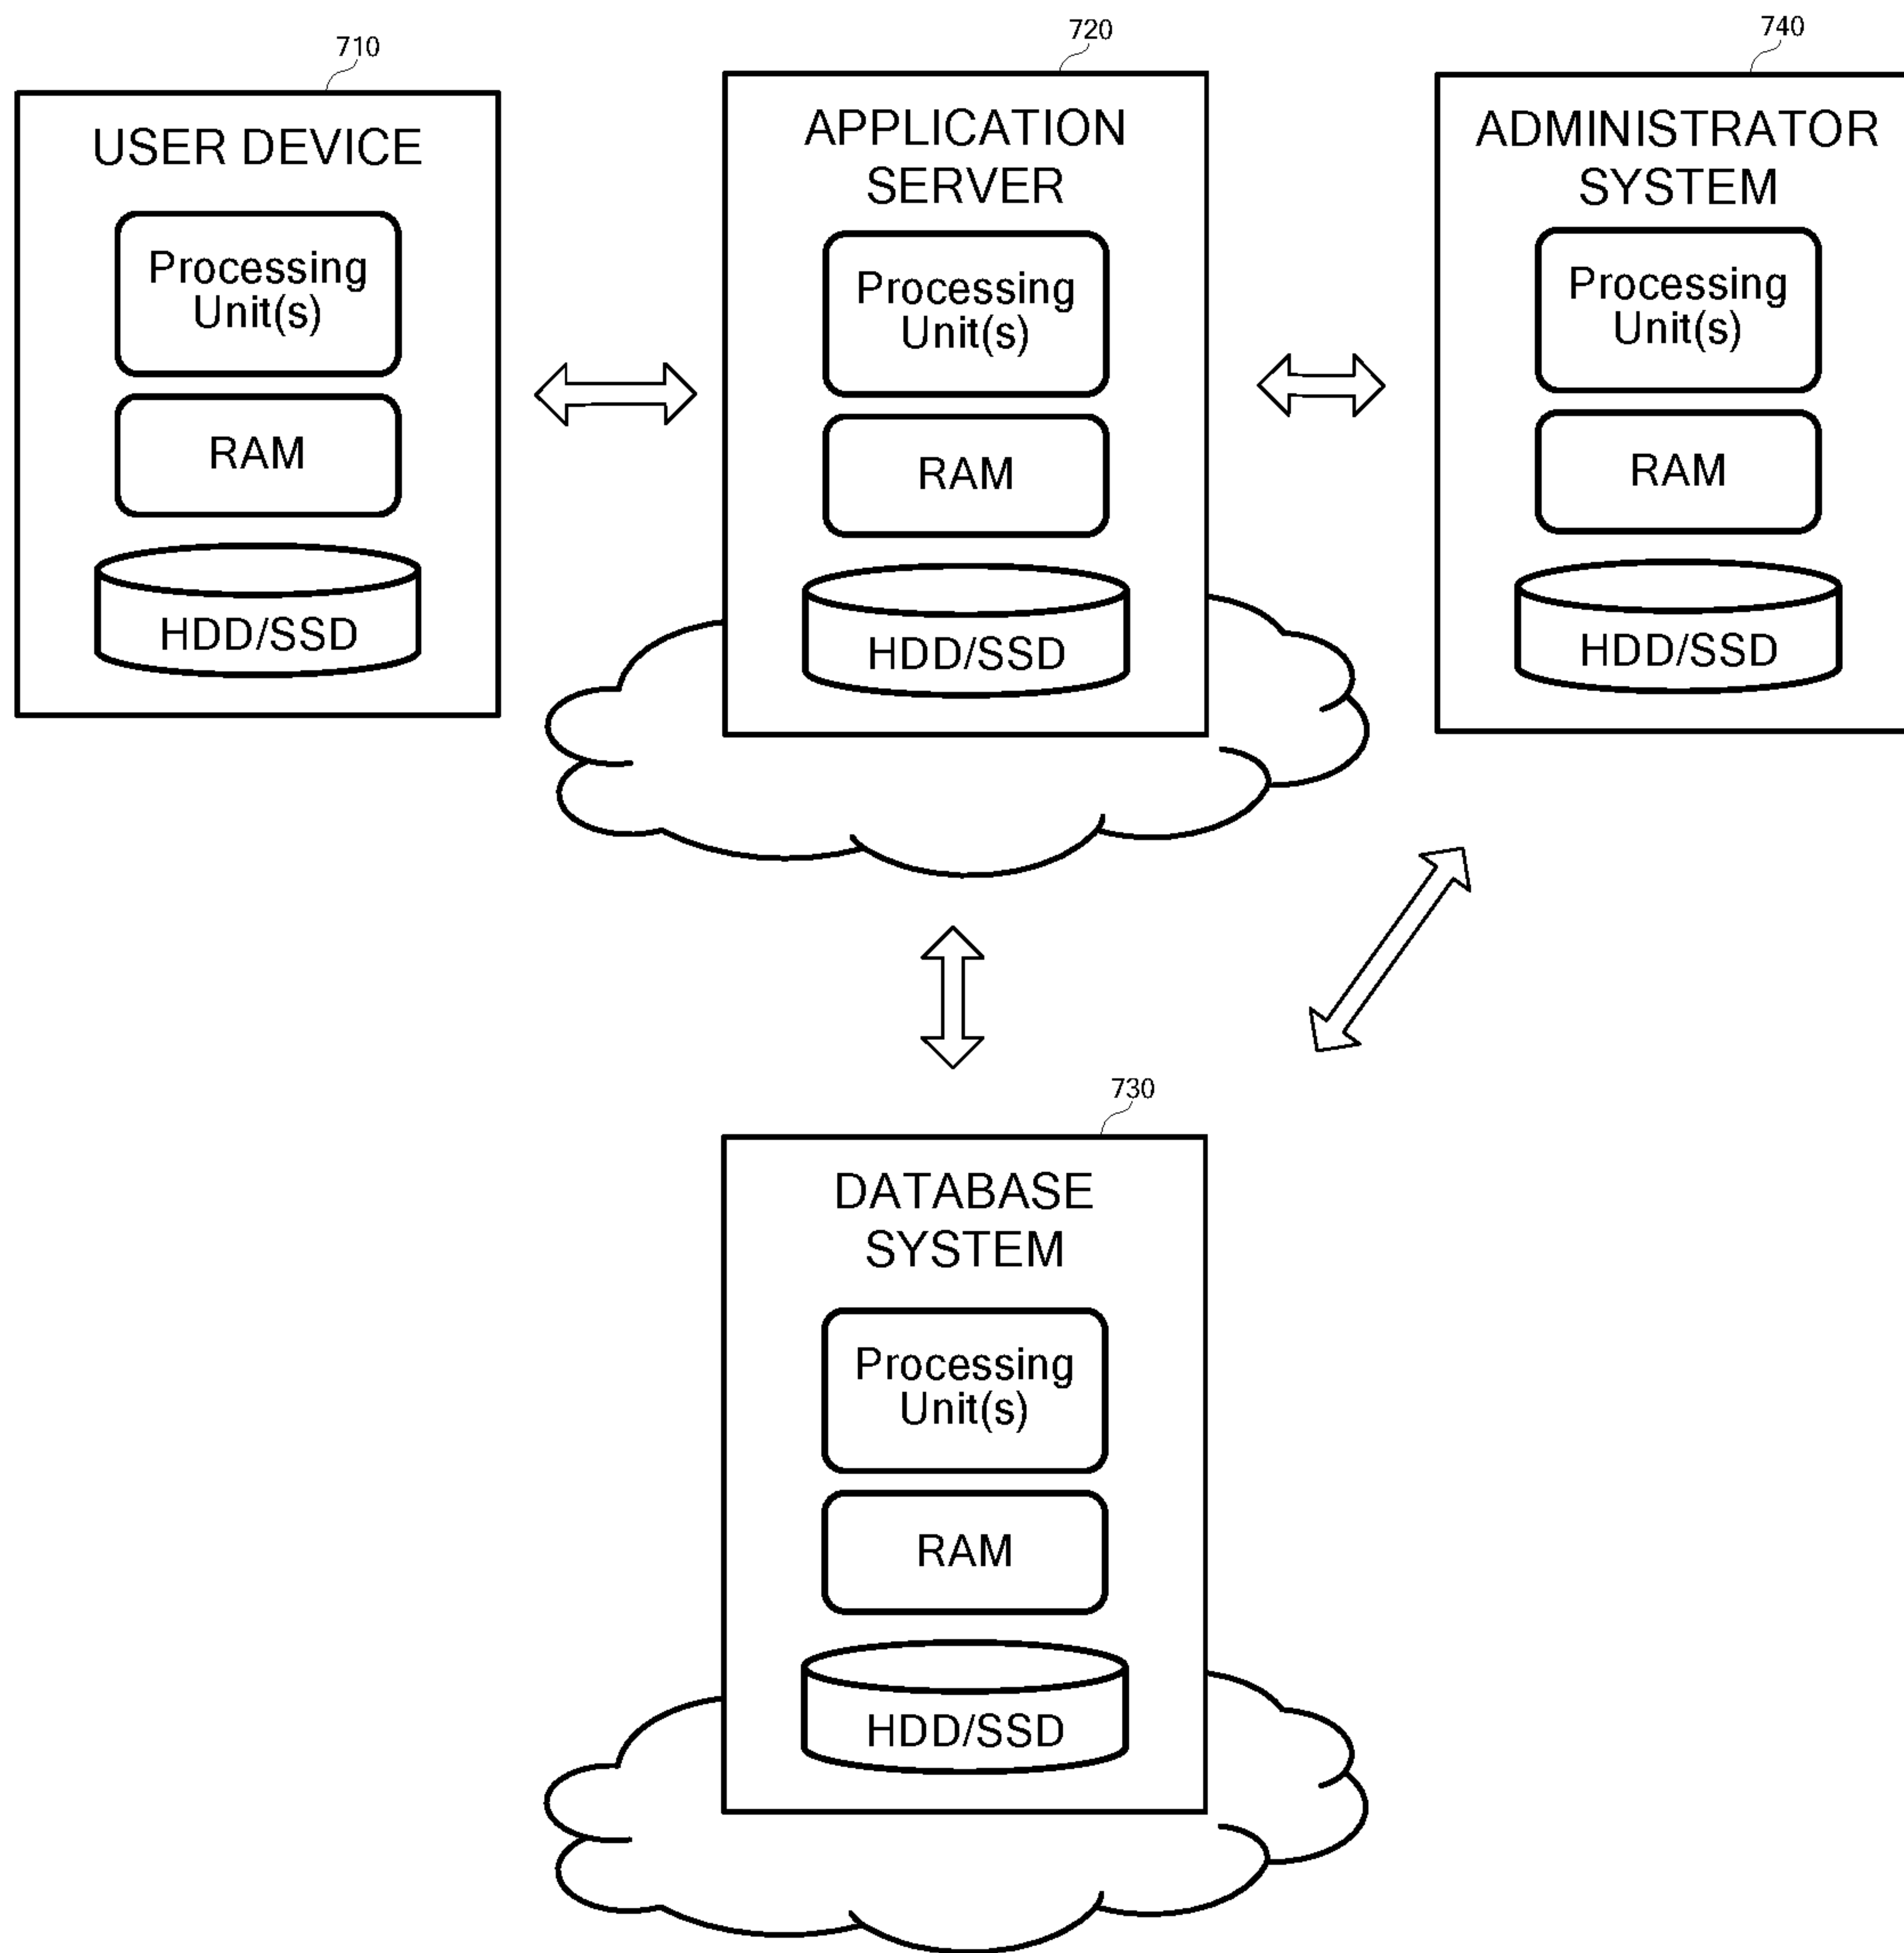 710
USER DEVICE
Processing
Unit(s)
RAM
HDD/SSD
720
APPLICATION
SERVER
Processing
Unit(s)
RAM
HDD/SSD
740
ADMINISTRATOR
SYSTEM
Processing
Unit(s)
RAM
HDD/SSD
730
DATABASE
SYSTEM
Processing
Unit(s)
RAM
HDD/SSD